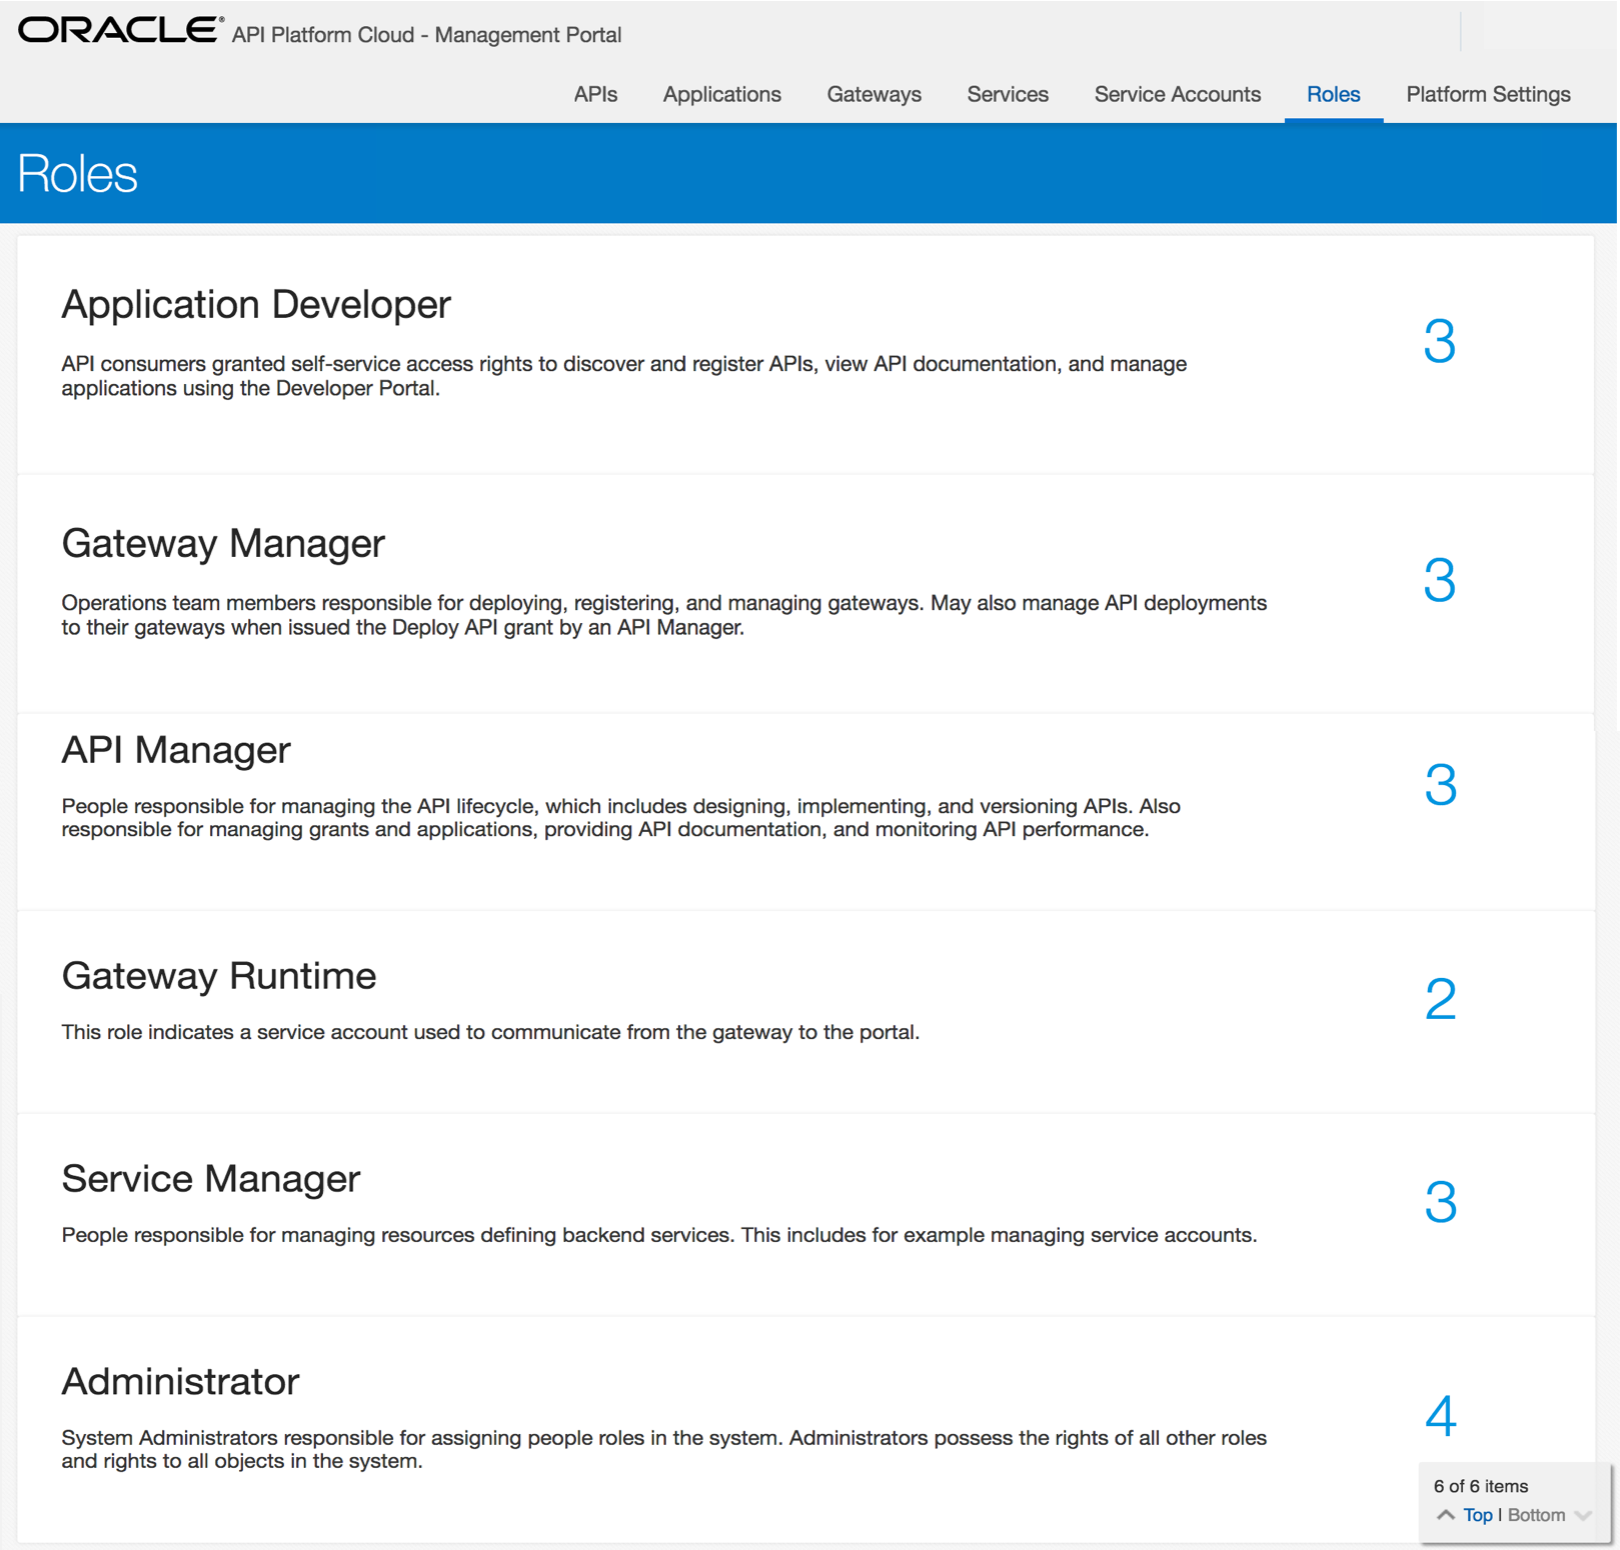 ORACLE® API Platform Cloud - Management Portal
APIs Applications Gateways Services Service Accounts Roles Platform Settings
Roles
Application Developer
3
API consumers granted self-service access rights to discover and register APIs, view API documentation, and manage
applications using the Developer Portal.
Gateway Manager
3
Operations team members responsible for deploying, registering, and managing gateways. May also manage API deployments
to their gateways when issued the Deploy API grant by an API Manager.
API Manager
3
People responsible for managing the API lifecycle, which includes designing, implementing, and versioning APIs. Also
responsible for managing grants and applications, providing API documentation, and monitoring API performance.
Gateway Runtime
2
This role indicates a service account used to communicate from the gateway to the portal.
Service Manager
3
People responsible for managing resources defining backend services. This includes for example managing service accounts.
Administrator
4
System Administrators responsible for assigning people roles in the system. Administrators possess the rights of all other roles
and rights to all objects in the system.
6 of 6 items
Top | Bottom